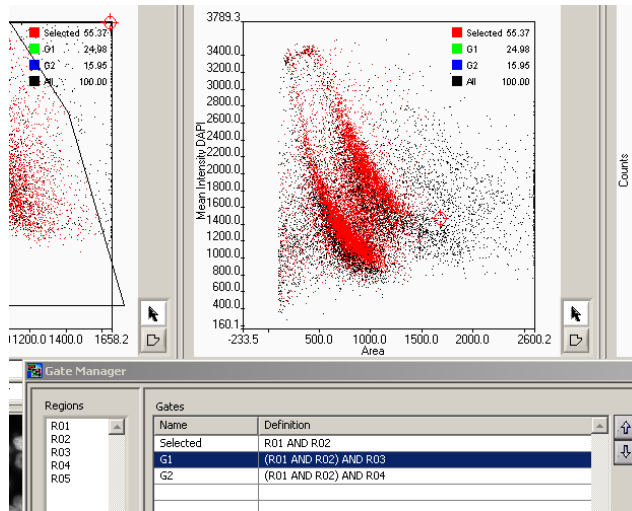 Selected 55.37
G1 24.98
G2 15.95
All 100.00
1200.0 1400.0 1658.2
3789.3
3400.0
3200.0
3000.0
2800.0
2600.0
2400.0
2200.0
2000.0
1800.0
1600.0
1400.0
1200.0
1000.0
800.0
600.0
400.0
160.1
Mean Intensity DAPI
Selected 55.37
G1 24.98
G2 15.95
All 100.00
-233.5 500.0 1000.0 1500.0 2000.0 2600.2
Area
Counts
Gate Manager
Regions
R01
R02
R03
R04
R05
Gates
Name Definition
Selected R01 AND R02
G1 (R01 AND R02) AND R03
G2 (R01 AND R02) AND R04